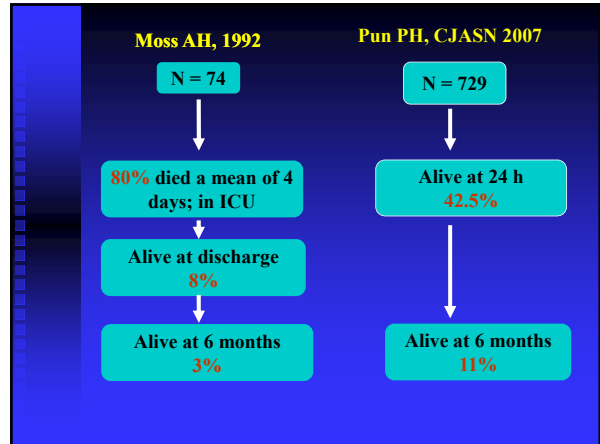 Moss AH, 1992
N = 74
80% died a mean of 4
days; in ICU
Alive at discharge
8%
Alive at 6 months
3%
Pun PH, CJASN 2007
N = 729
Alive at 24 h
42.5%
Alive at 6 months
11%